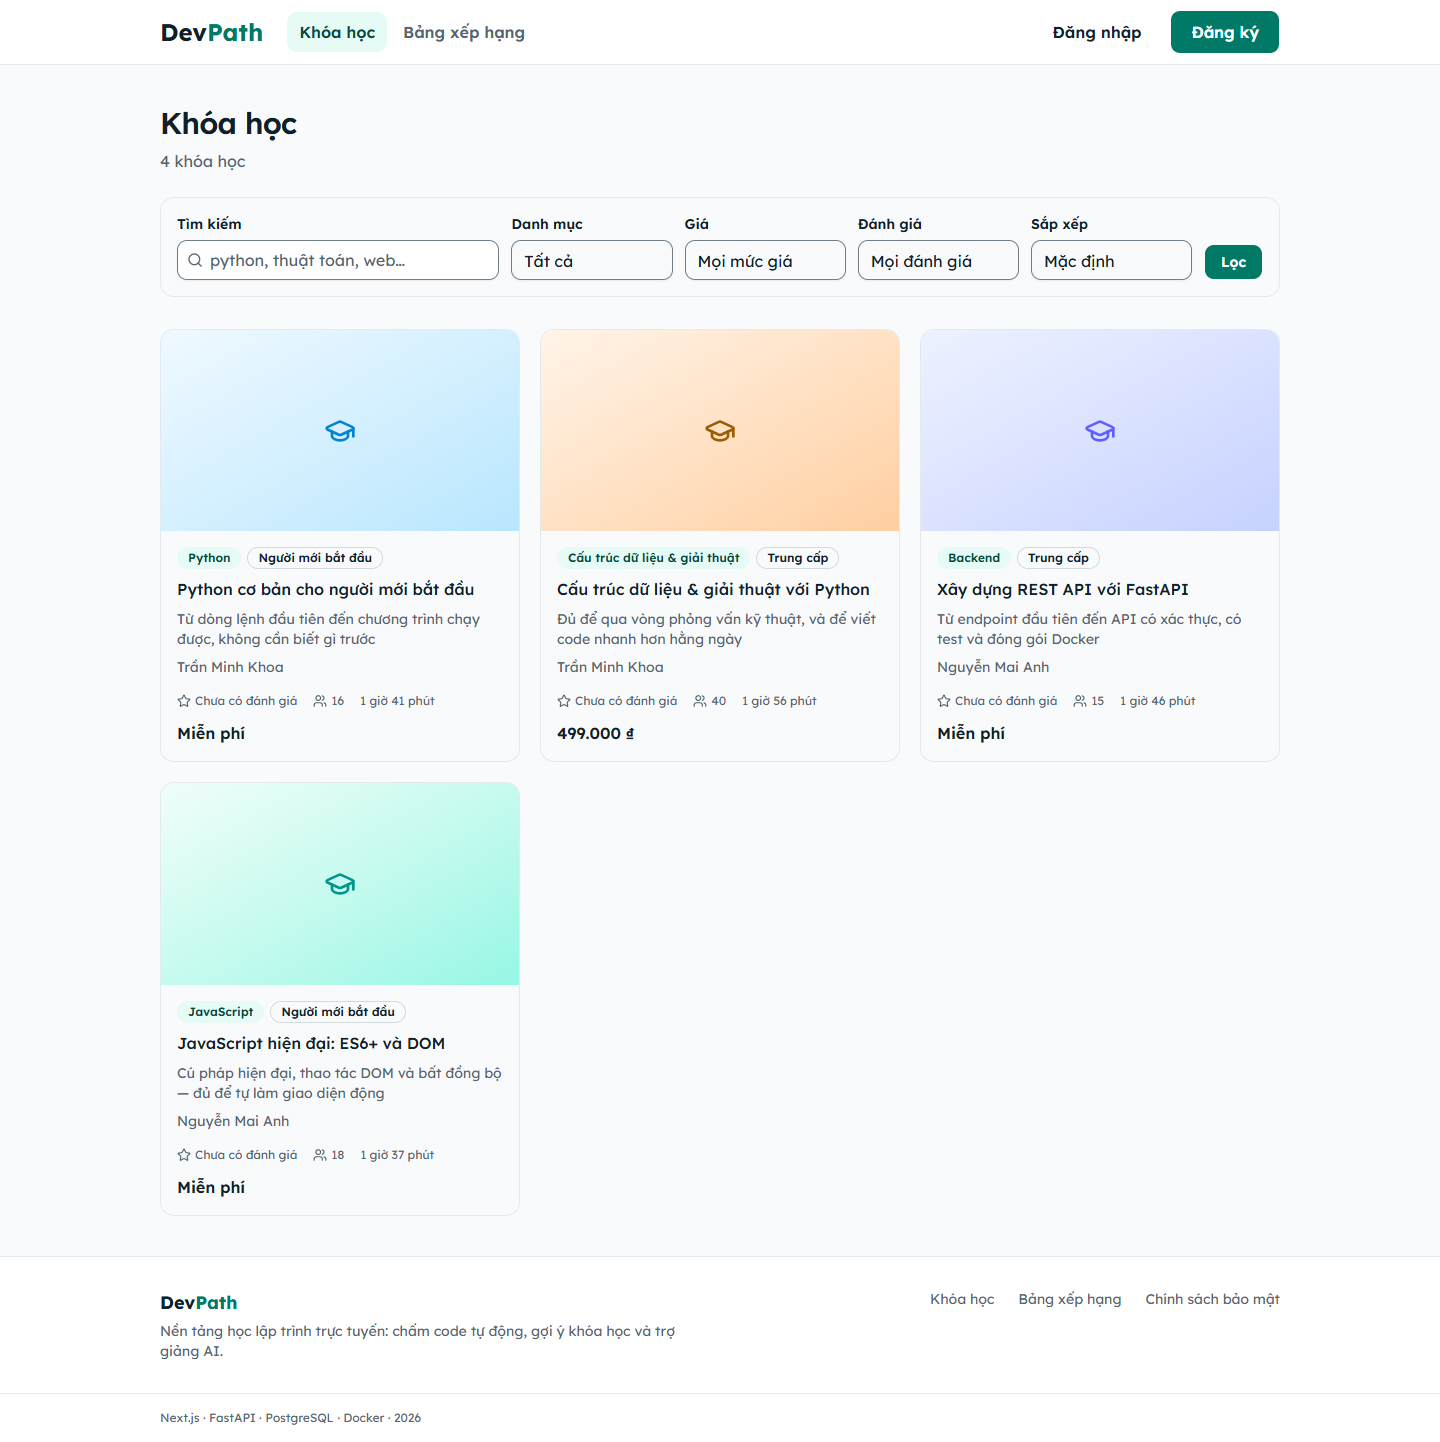 DevPath
Khóa học
Bảng xếp hạng
Đăng nhập
Đăng ký
Khóa học
4 khóa học
Tìm kiếm
Danh mục
Giá
Đánh giá
Sắp xếp
python, thuật toán, web...
Tất cả
Mọi mức giá
Mọi đánh giá
Mặc định
Lọc
Python
Người mới bắt đầu
Python cơ bản cho người mới bắt đầu
Từ dòng lệnh đầu tiên đến chương trình chạy
được, không cần biết gì trước
Trần Minh Khoa
Chưa có đánh giá
16
1 giờ 41 phút
Miễn phí
Cấu trúc dữ liệu & giải thuật
Trung cấp
Cấu trúc dữ liệu & giải thuật với Python
Đủ để qua vòng phỏng vấn kỹ thuật, và để viết
code nhanh hơn hằng ngày
Trần Minh Khoa
Chưa có đánh giá
40
1 giờ 56 phút
499.000 ₫
Backend
Trung cấp
Xây dựng REST API với FastAPI
Từ endpoint đầu tiên đến API có xác thực, có
test và đóng gói Docker
Nguyễn Mai Anh
Chưa có đánh giá
15
1 giờ 46 phút
Miễn phí
JavaScript
Người mới bắt đầu
JavaScript hiện đại: ES6+ và DOM
Cú pháp hiện đại, thao tác DOM và bất đồng bộ
— đủ để tự làm giao diện động
Nguyễn Mai Anh
Chưa có đánh giá
18
1 giờ 37 phút
Miễn phí
DevPath
Nền tảng học lập trình trực tuyến: chấm code tự động, gợi ý khóa học và trợ
giảng AI.
Khóa học
Bảng xếp hạng
Chính sách bảo mật
Next.js · FastAPI · PostgreSQL · Docker · 2026